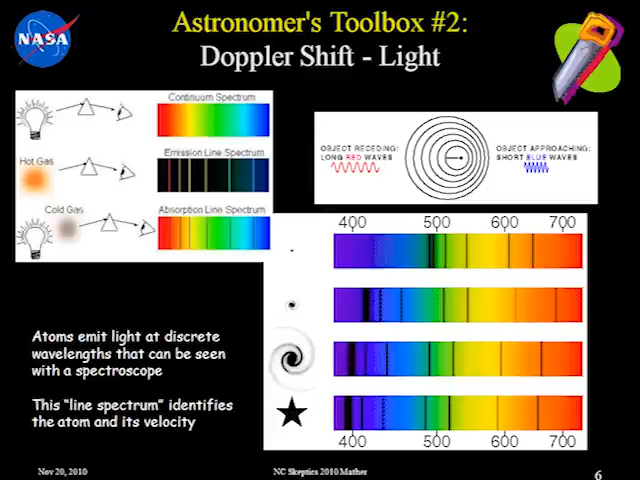 Astronomer's Toolbox #2:
Doppler Shift - Light
NASA
Continuum Spectrum
Hot Gas
Emission Line Spectrum
Cold Gas
Absorption Line Spectrum
OBJECT RECEDING:
LONG RED WAVES
OBJECT APPROACHING:
SHORT BLUE WAVES
400 500 600 700
400 500 600 700
Atoms emit light at discrete
wavelengths that can be seen
with a spectroscope
This “line spectrum” identifies
the atom and its velocity
Nov 20, 2010
NC Skeptics 2010 Mather
6